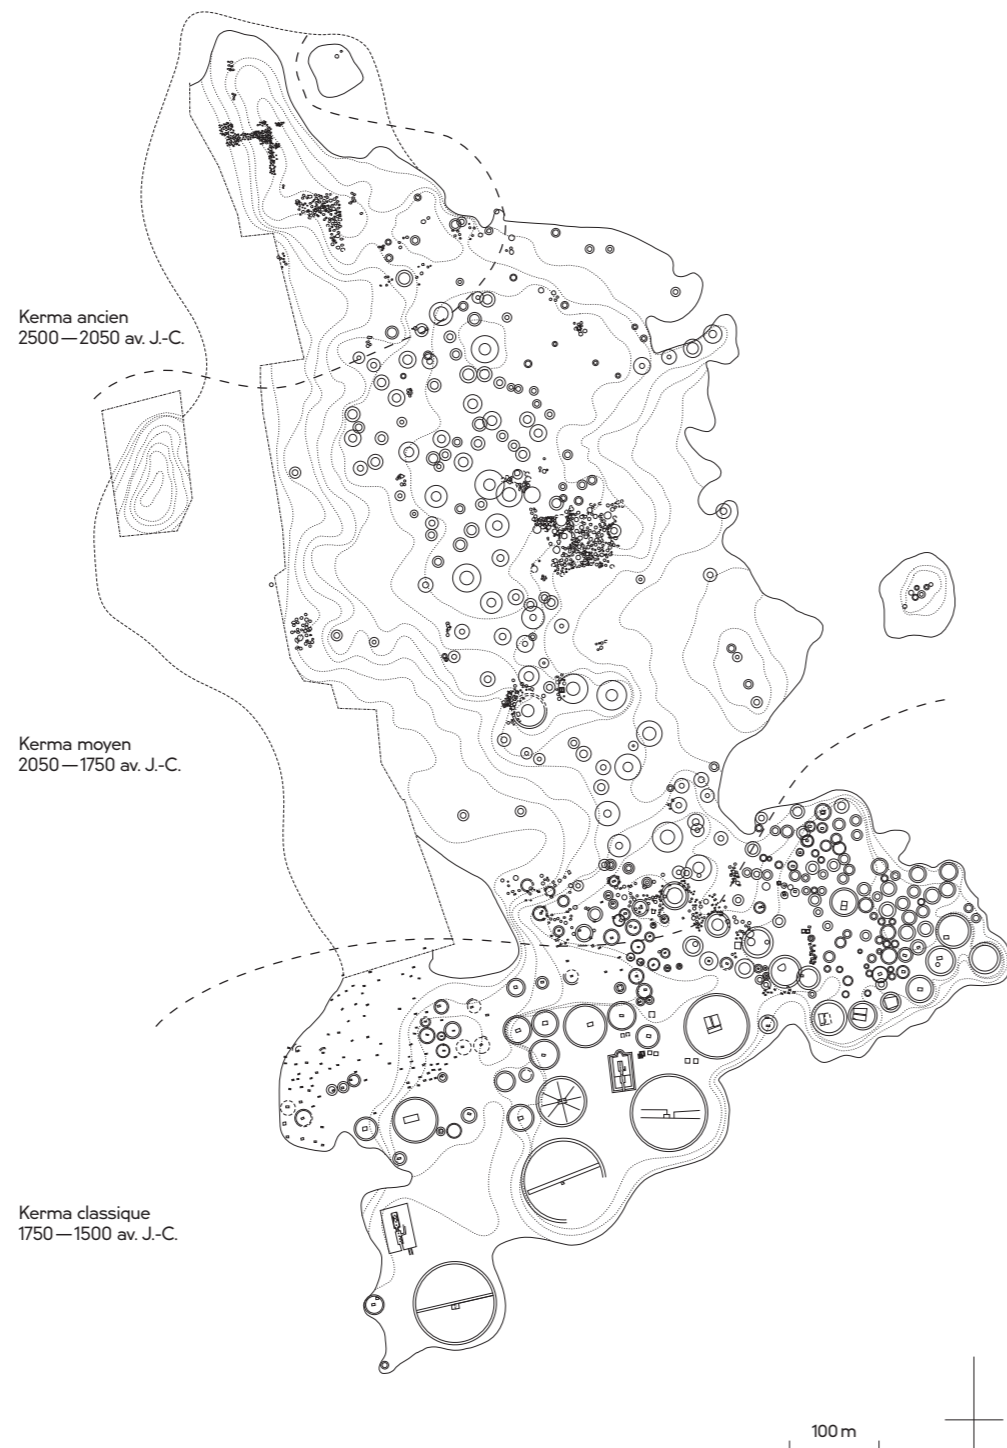 Kerma ancien
2500—2050 av. J.-C.
Kerma moyen
2050—1750 av. J.-C.
Kerma classique
1750—1500 av. J.-C.
100 m